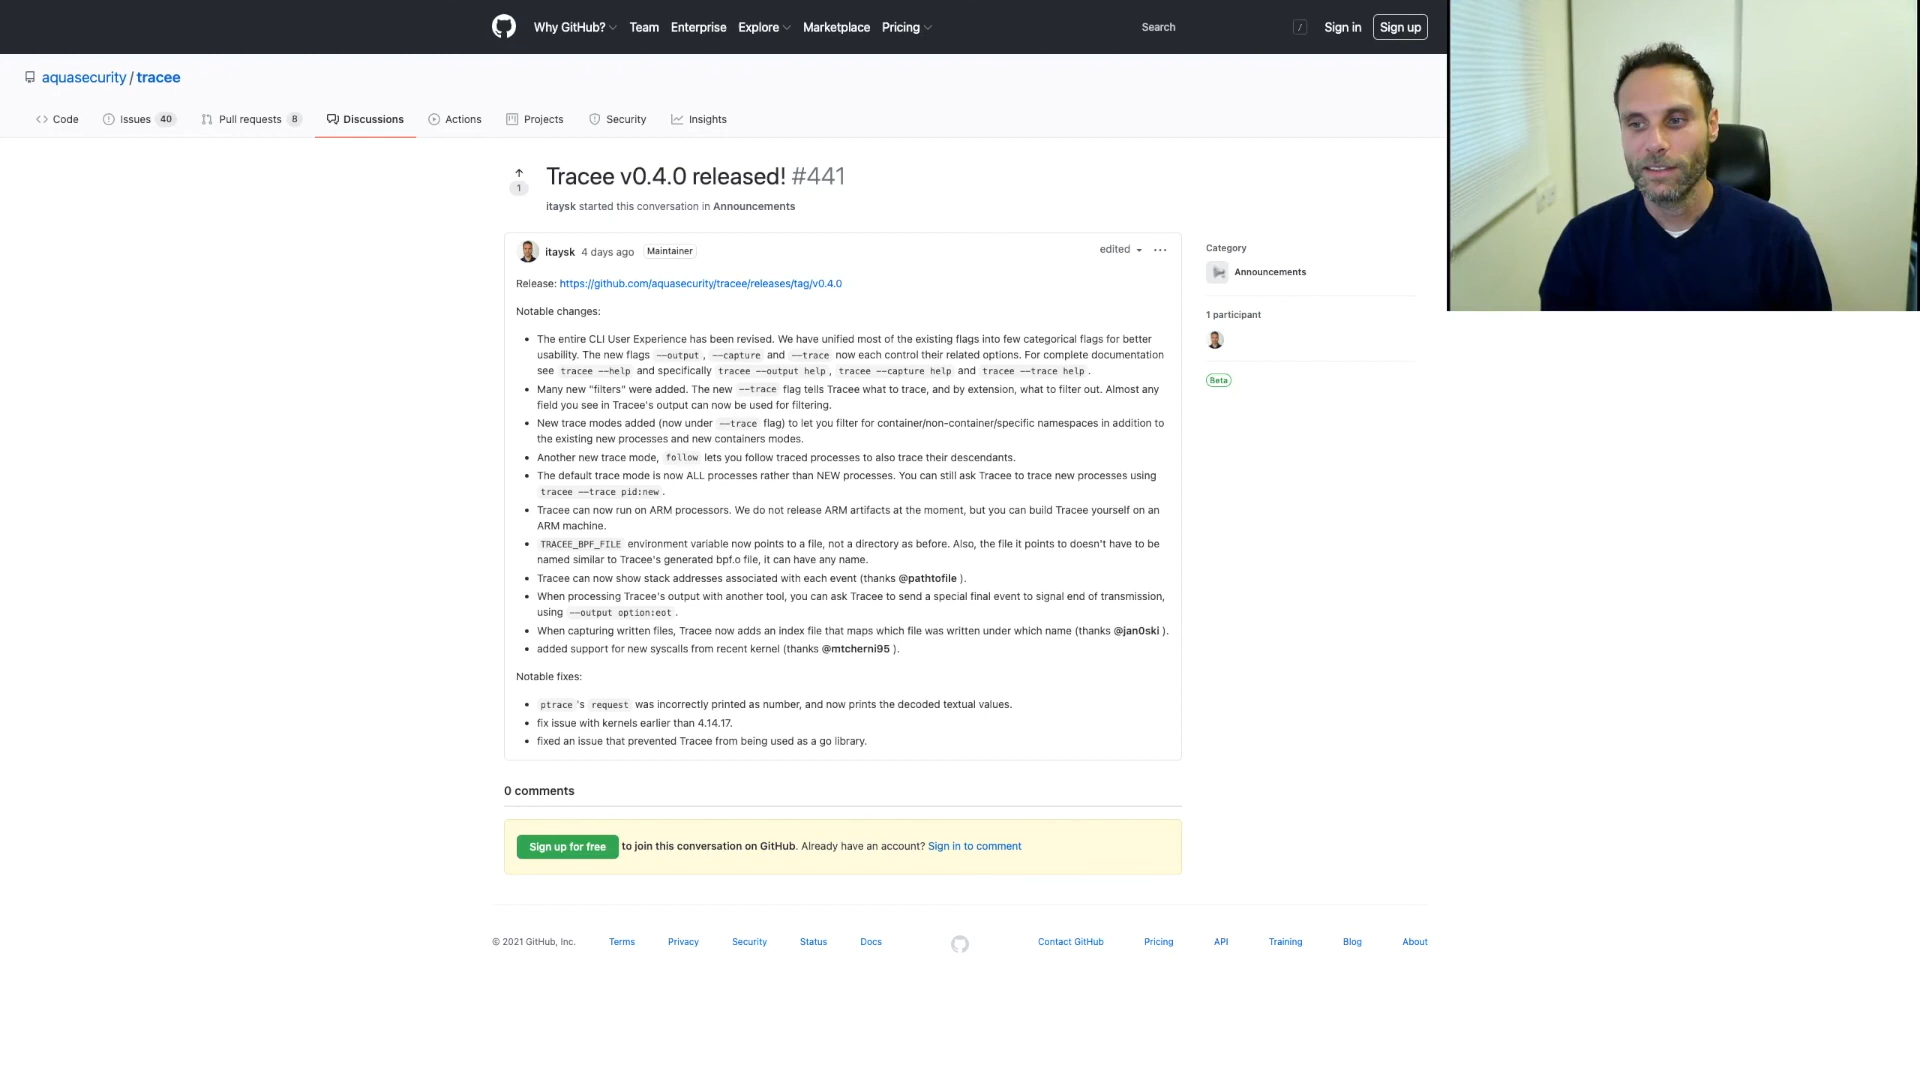 Why GitHub? Team Enterprise Explore Marketplace Pricing Search / Sign in Sign up
aquasecurity / tracee
Code Issues 40 Pull requests 8 Discussions Actions Projects Security Insights
1
Tracee v0.4.0 released! #441
itaysk started this conversation in Announcements
itaysk 4 days ago Maintainer edited
Release: https://github.com/aquasecurity/tracee/releases/tag/v0.4.0
Notable changes:
• The entire CLI User Experience has been revised. We have unified most of the existing flags into few categorical flags for better
usability. The new flags --output , --capture and --trace now each control their related options. For complete documentation
see tracee --help and specifically tracee --output help , tracee --capture help and tracee --trace help .
• Many new "filters" were added. The new --trace flag tells Tracee what to trace, and by extension, what to filter out. Almost any
field you see in Tracee's output can now be used for filtering.
• New trace modes added (now under --trace flag) to let you filter for container/non-container/specific namespaces in addition to
the existing new processes and new containers modes.
• Another new trace mode, follow lets you follow traced processes to also trace their descendants.
• The default trace mode is now ALL processes rather than NEW processes. You can still ask Tracee to trace new processes using
tracee --trace pid:new .
• Tracee can now run on ARM processors. We do not release ARM artifacts at the moment, but you can build Tracee yourself on an
ARM machine.
• TRACEE_BPF_FILE environment variable now points to a file, not a directory as before. Also, the file it points to doesn't have to be
named similar to Tracee's generated bpf.o file, it can have any name.
• Tracee can now show stack addresses associated with each event (thanks @pathtofile ).
• When processing Tracee's output with another tool, you can ask Tracee to send a special final event to signal end of transmission,
using --output option:eot .
• When capturing written files, Tracee now adds an index file that maps which file was written under which name (thanks @jan0ski ).
• added support for new syscalls from recent kernel (thanks @mtcherni95 ).
Notable fixes:
• ptrace 's request was incorrectly printed as number, and now prints the decoded textual values.
• fix issue with kernels earlier than 4.14.17.
• fixed an issue that prevented Tracee from being used as a go library.
Category
Announcements
1 participant
Beta
0 comments
Sign up for free to join this conversation on GitHub. Already have an account? Sign in to comment
© 2021 GitHub, Inc. Terms Privacy Security Status Docs Contact GitHub Pricing API Training Blog About